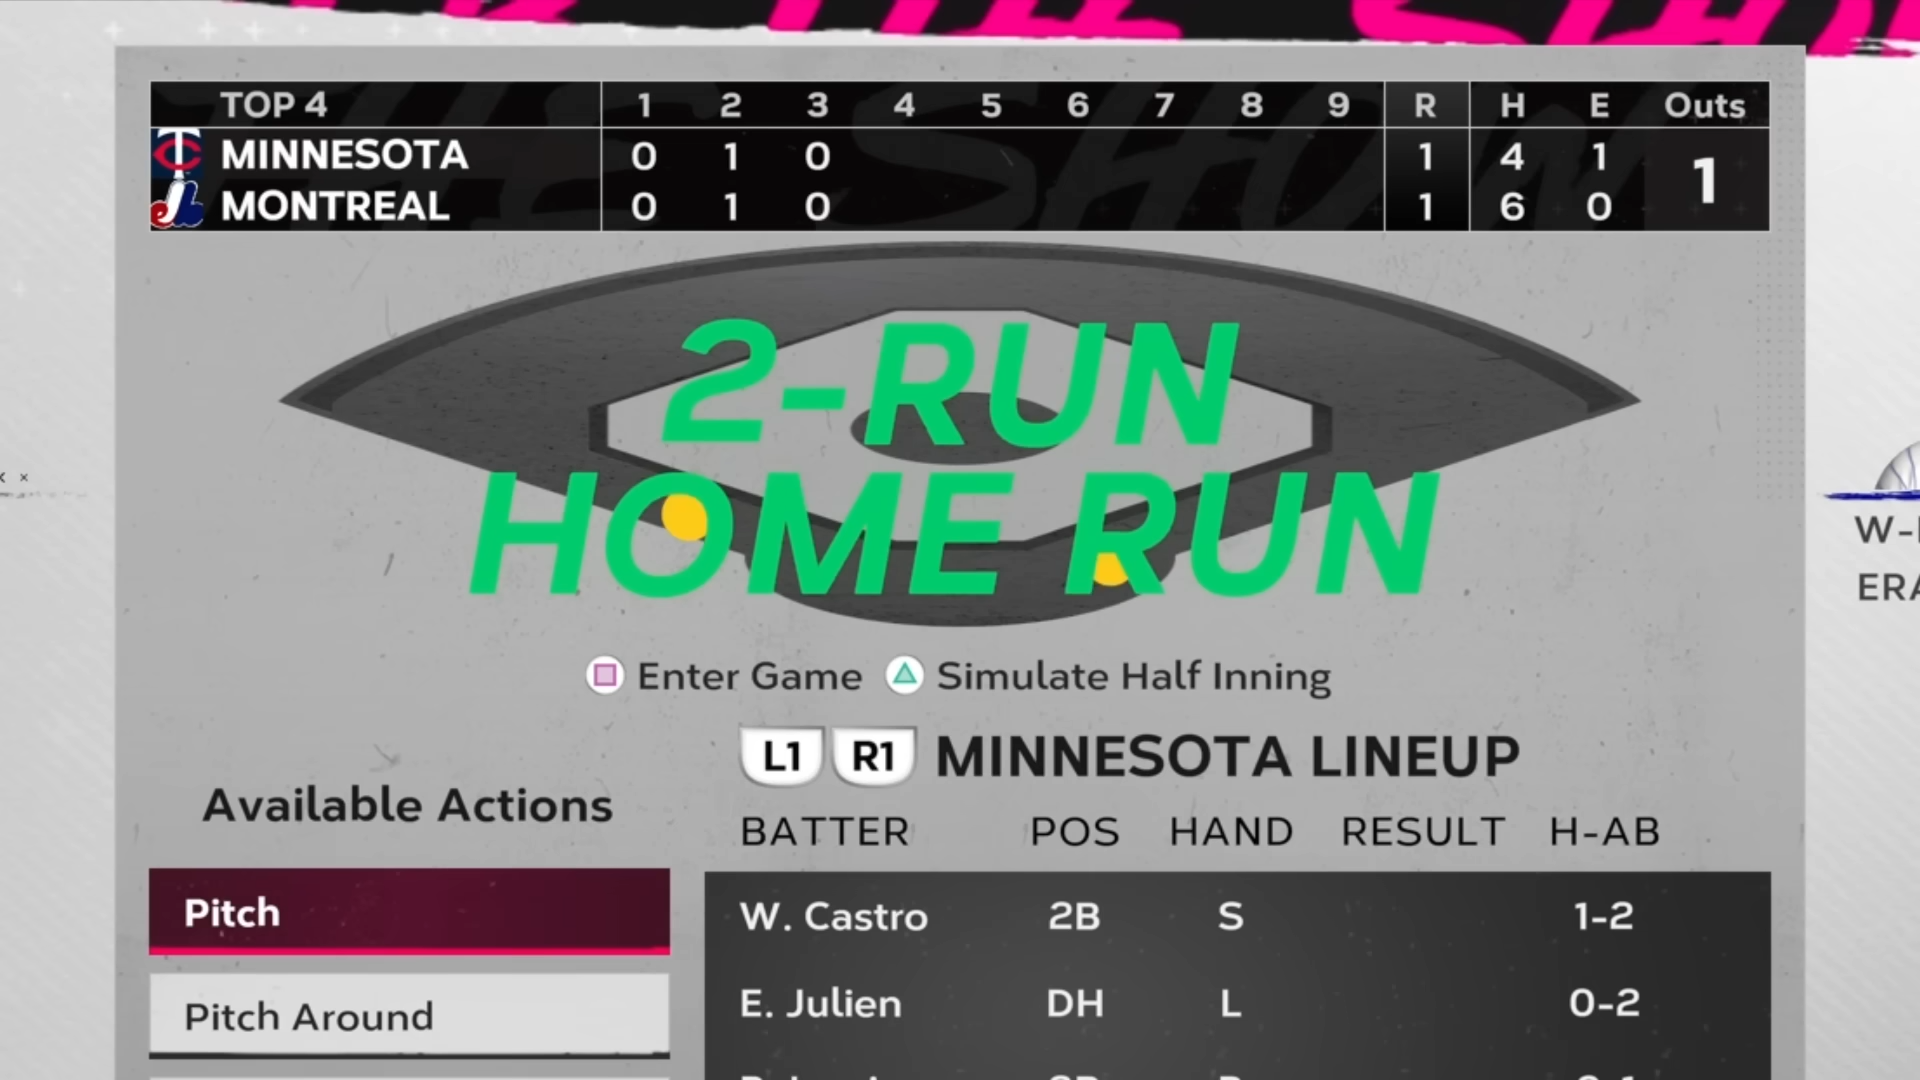 TOP 4 1 2 3 4 5 6 7 8 9 R H E Outs
MINNESOTA 0 1 0 1 4 1 1
MONTREAL 0 1 0 1 6 0
2-RUN
HOME RUN
Enter Game Simulate Half Inning
L1 R1 MINNESOTA LINEUP
Available Actions
BATTER POS HAND RESULT H-AB
Pitch
W. Castro 2B S 1-2
Pitch Around
E. Julien DH L 0-2
ERA